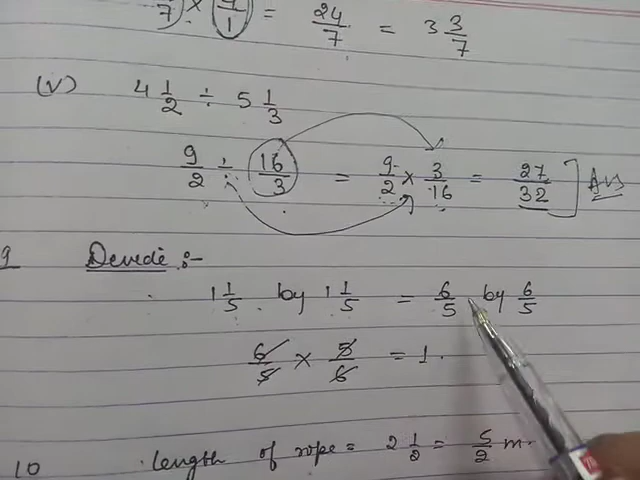 /7 × /1 = 24/7 = 3 3/7
(v) 4 1/2 ÷ 5 1/3
9/2 ÷ 16/3 = 9/2 × 3/16 = 27/32 Ans
9 Devide :-
1 1/5 by 1 1/5 = 6/5 by 6/5
6/5 × 5/6 = 1.
10 length of rope = 2 1/2 = 5/2 m.